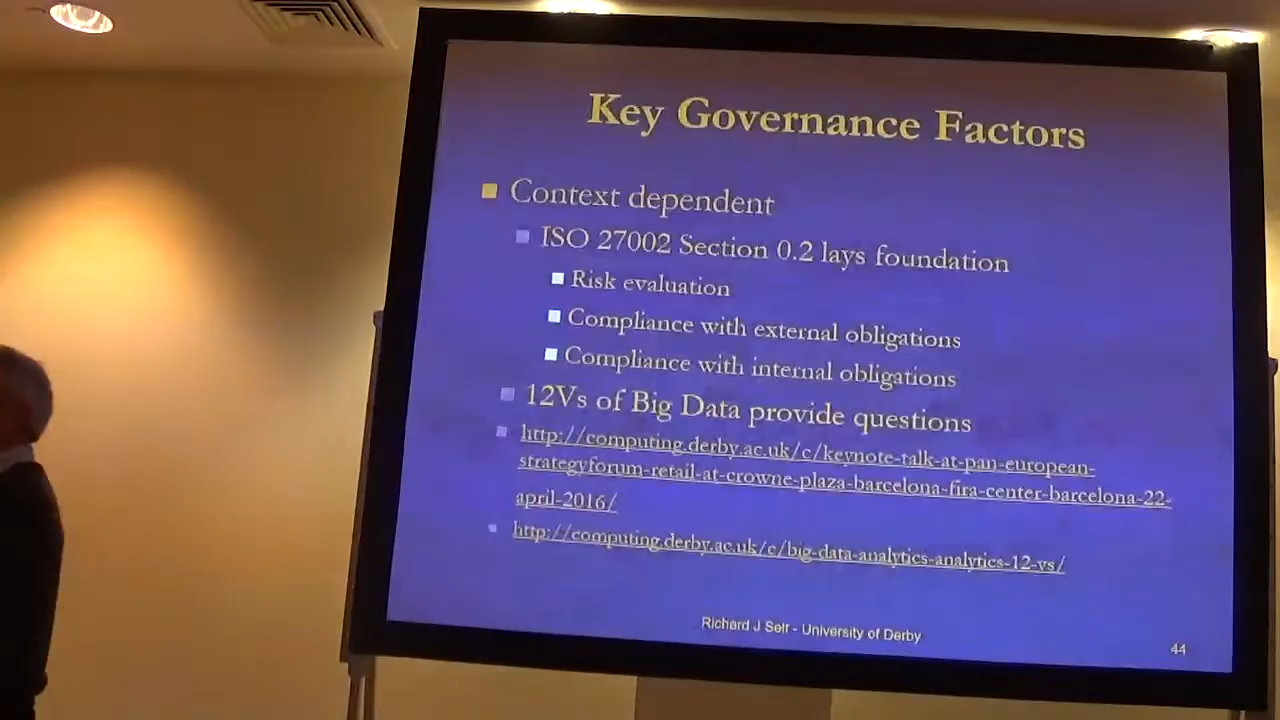 Key Governance Factors
Context dependent
ISO 27002 Section 0.2 lays foundation
Risk evaluation
Compliance with external obligations
Compliance with internal obligations
12Vs of Big Data provide questions
http://computing.derby.ac.uk/c/keynote-talk-at-pan-european-
strategyforum-retail-at-crowne-plaza-barcelona-fira-center-barcelona-22-
april-2016/
http://computing.derby.ac.uk/c/big-data-analytics-analytics-12-vs/
Richard J Self - University of Derby
44